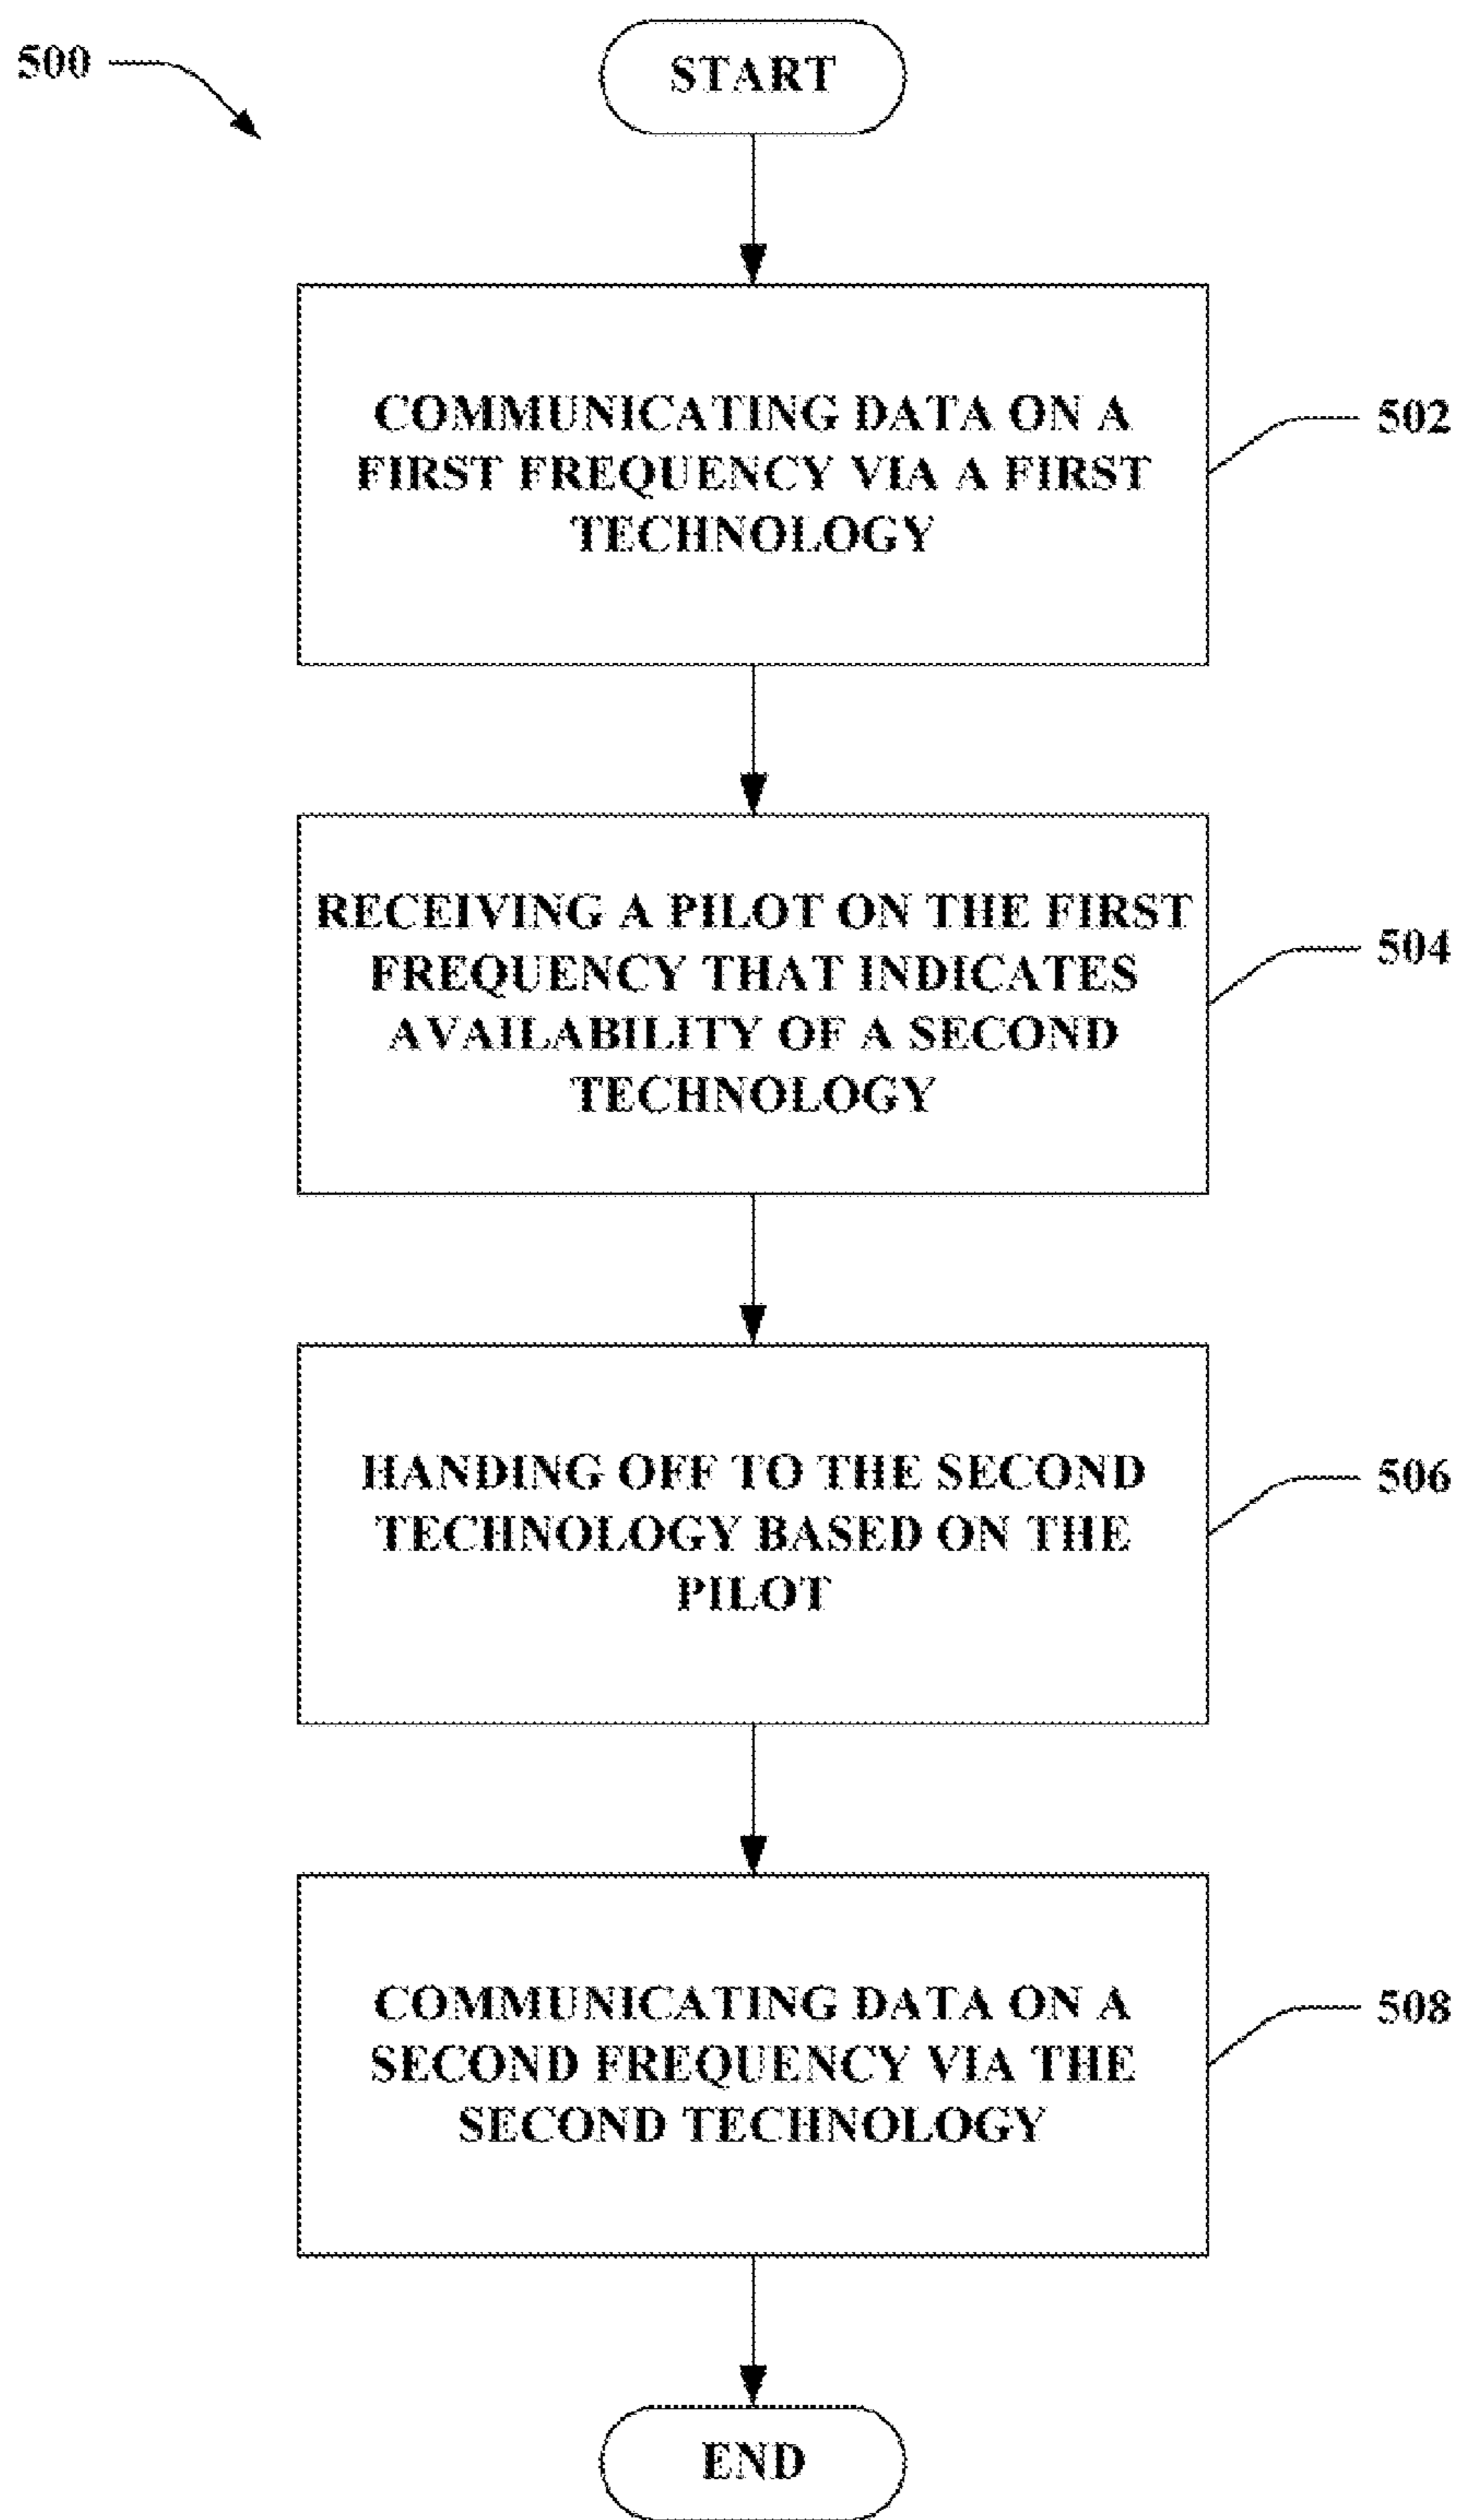 500
START
COMMUNICATING DATA ON A
FIRST FREQUENCY VIA A FIRST
TECHNOLOGY
502
RECEIVING A PILOT ON THE FIRST
FREQUENCY THAT INDICATES
AVAILABILITY OF A SECOND
TECHNOLOGY
504
HANDING OFF TO THE SECOND
TECHNOLOGY BASED ON THE
PILOT
506
COMMUNICATING DATA ON A
SECOND FREQUENCY VIA THE
SECOND TECHNOLOGY
508
END